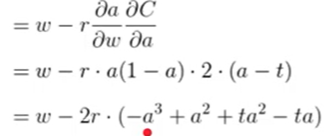 = w − r ∂a/∂w ∂C/∂a
= w − r · a(1 − a) · 2 · (a − t)
= w − 2r · (−a³ + a² + ta² − ta)